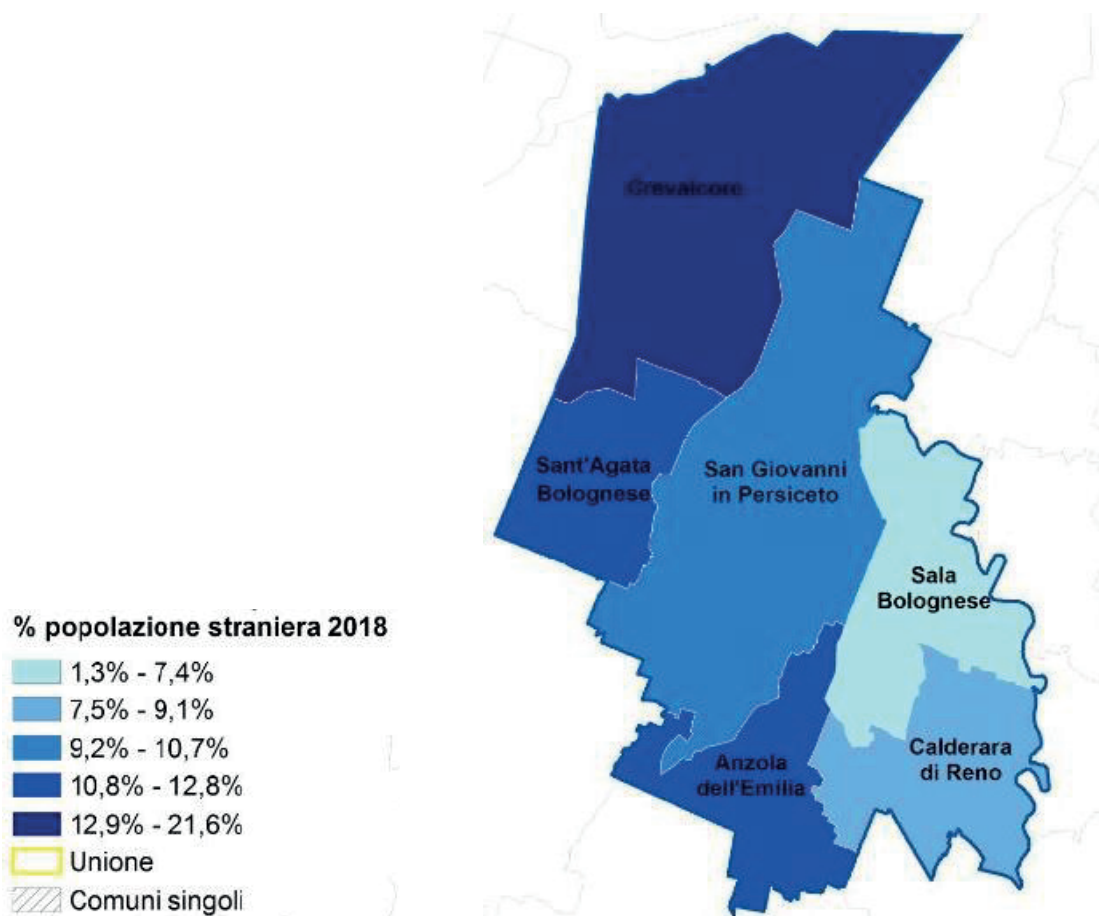 Crevalcore
Sant'Agata
Bolognese
San Giovanni
in Persiceto
Sala
Bolognese
Anzola
dell'Emilia
Calderara
di Reno
% popolazione straniera 2018
1,3% - 7,4%
7,5% - 9,1%
9,2% - 10,7%
10,8% - 12,8%
12,9% - 21,6%
Unione
Comuni singoli